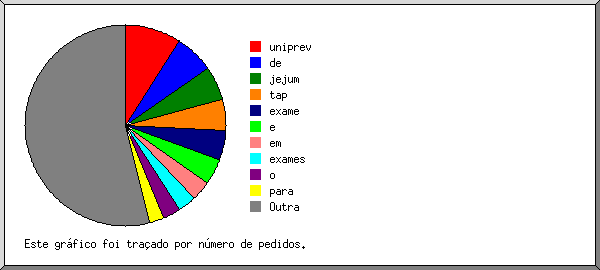 uniprev
de
jejum
tap
exame
e
em
exames
o
para
Outra
Este gráfico foi traçado por número de pedidos.